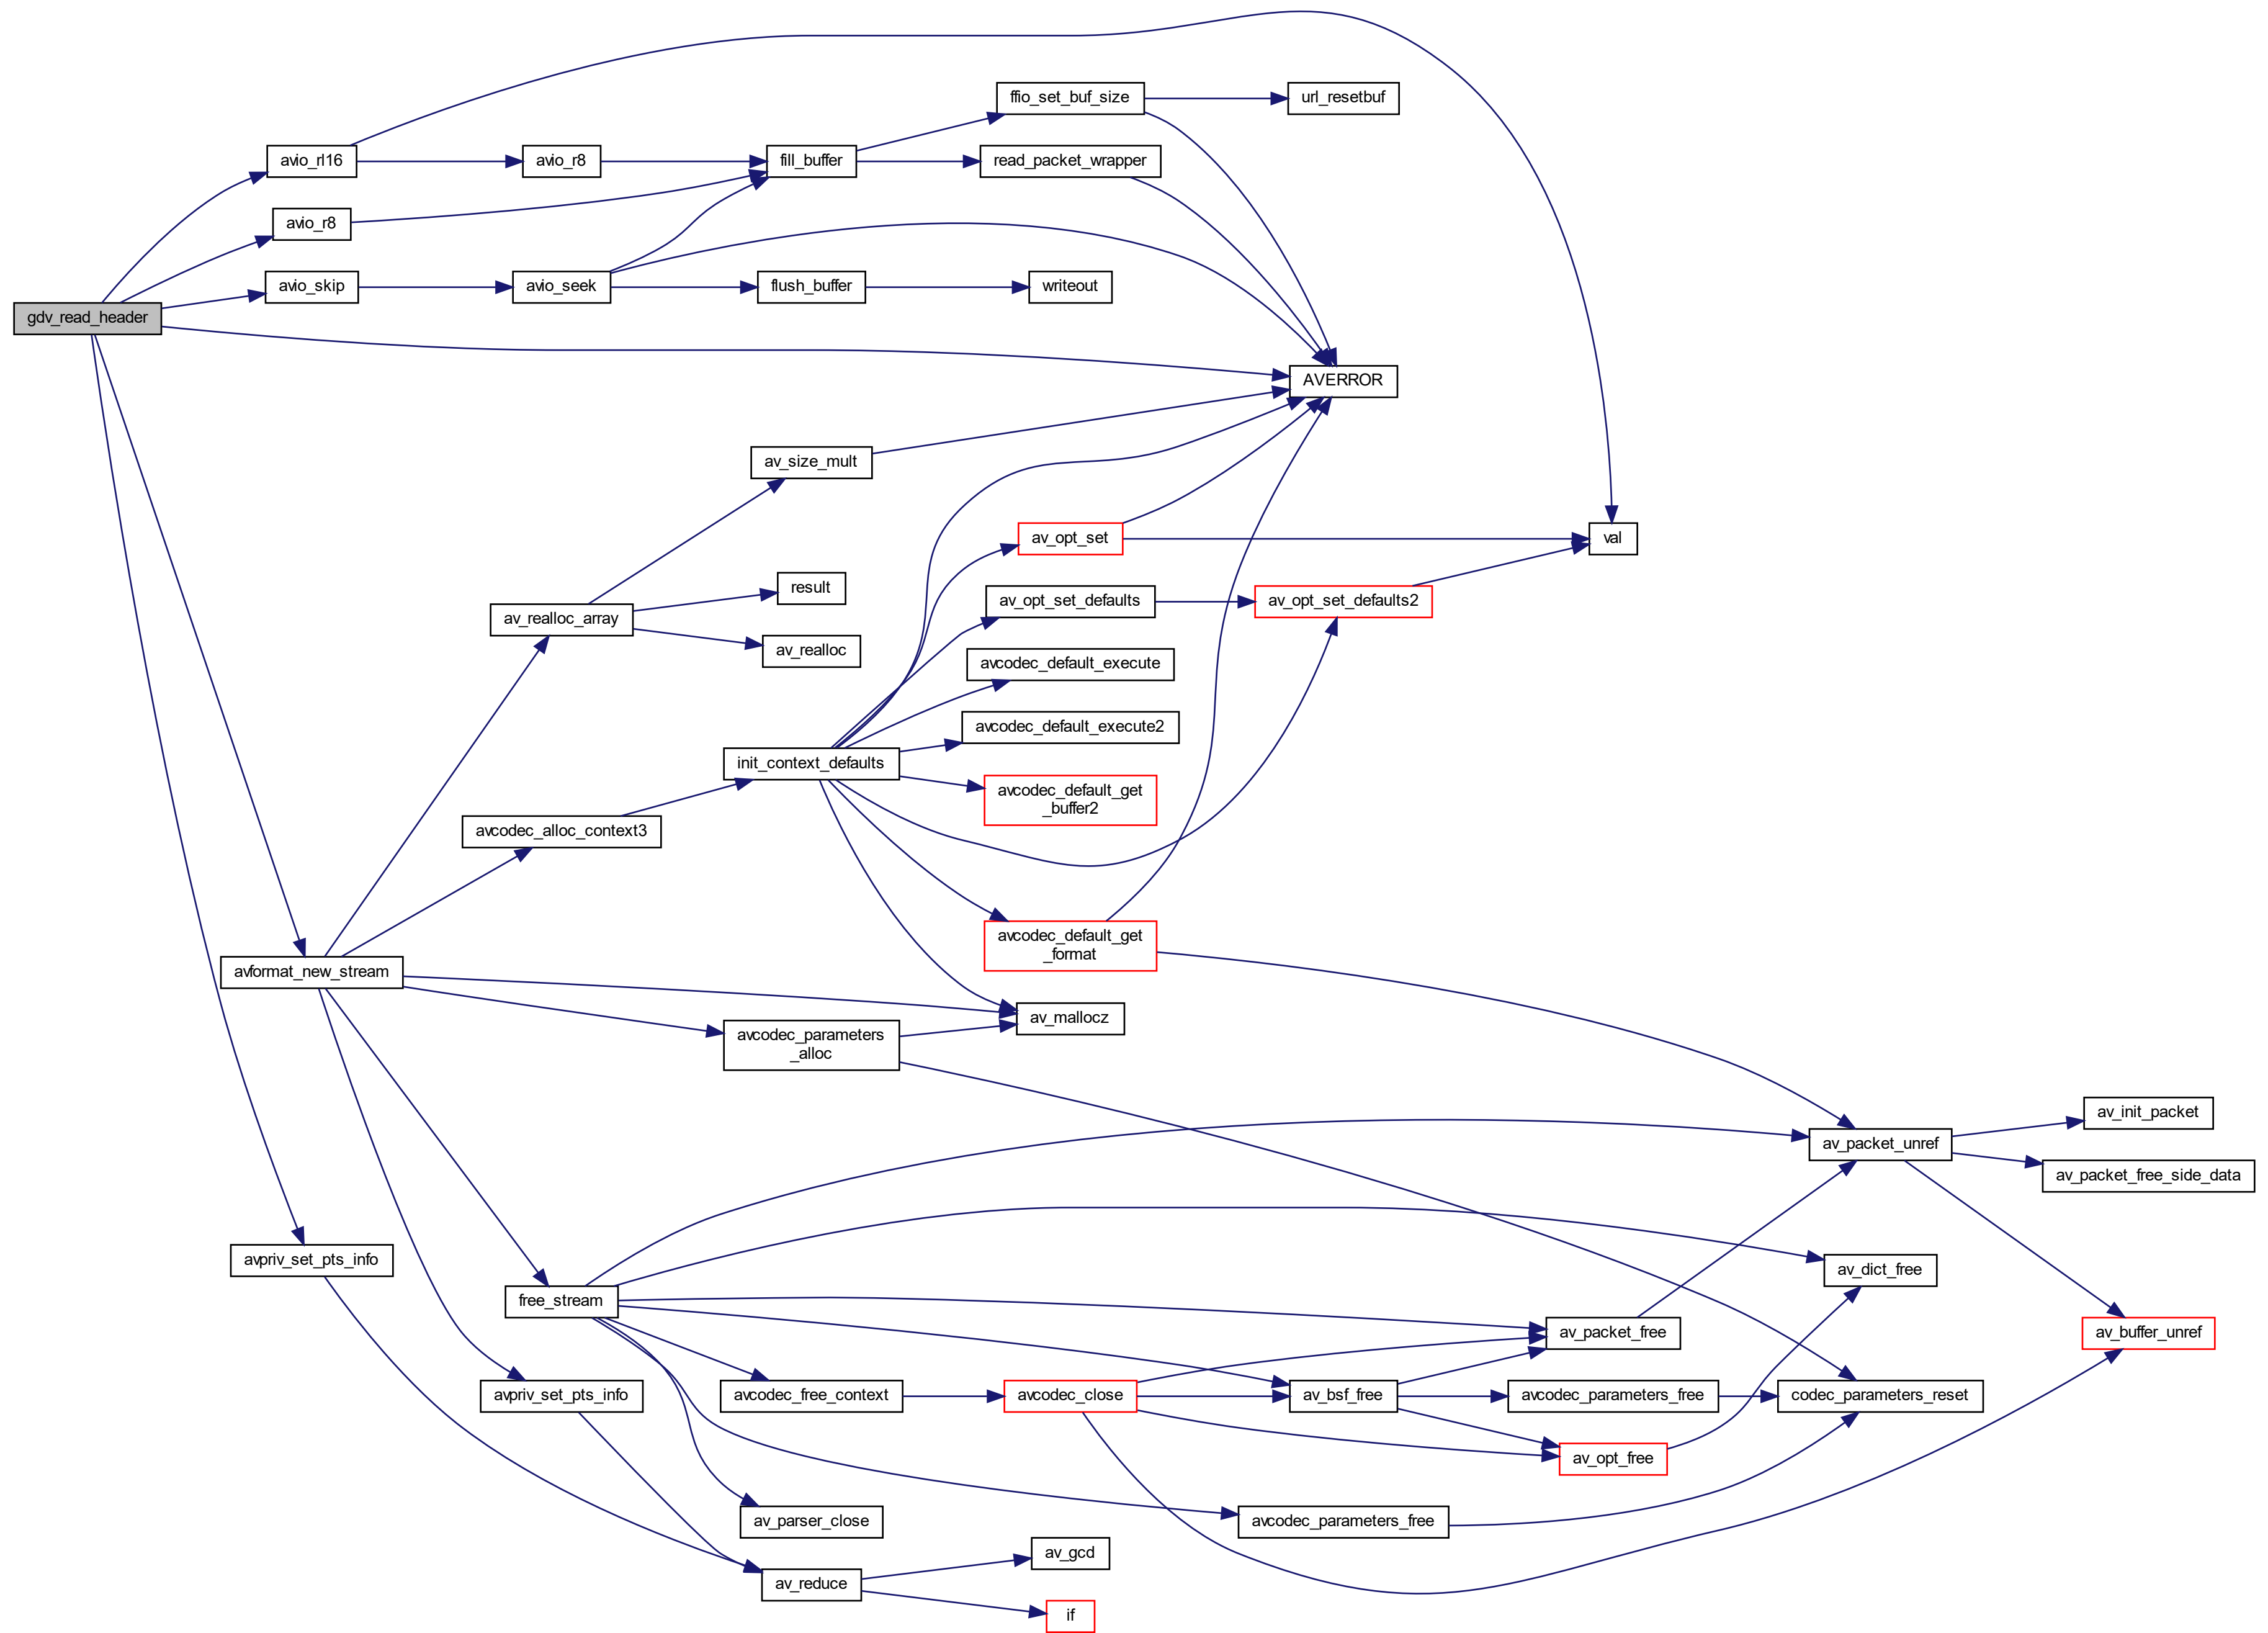 ffio_set_buf_size
url_resetbuf
avio_rl16
avio_r8
fill_buffer
read_packet_wrapper
avio_r8
avio_skip
avio_seek
flush_buffer
writeout
gdv_read_header
AVERROR
av_size_mult
av_opt_set
val
result
av_opt_set_defaults
av_opt_set_defaults2
av_realloc_array
av_realloc
avcodec_default_execute
avcodec_default_execute2
init_context_defaults
avcodec_default_get
_buffer2
avcodec_alloc_context3
avcodec_default_get
_format
avformat_new_stream
av_mallocz
avcodec_parameters
_alloc
av_init_packet
av_packet_unref
av_packet_free_side_data
avpriv_set_pts_info
av_dict_free
free_stream
av_packet_free
av_buffer_unref
avpriv_set_pts_info
avcodec_free_context
avcodec_close
av_bsf_free
avcodec_parameters_free
codec_parameters_reset
av_opt_free
av_parser_close
avcodec_parameters_free
av_gcd
av_reduce
if